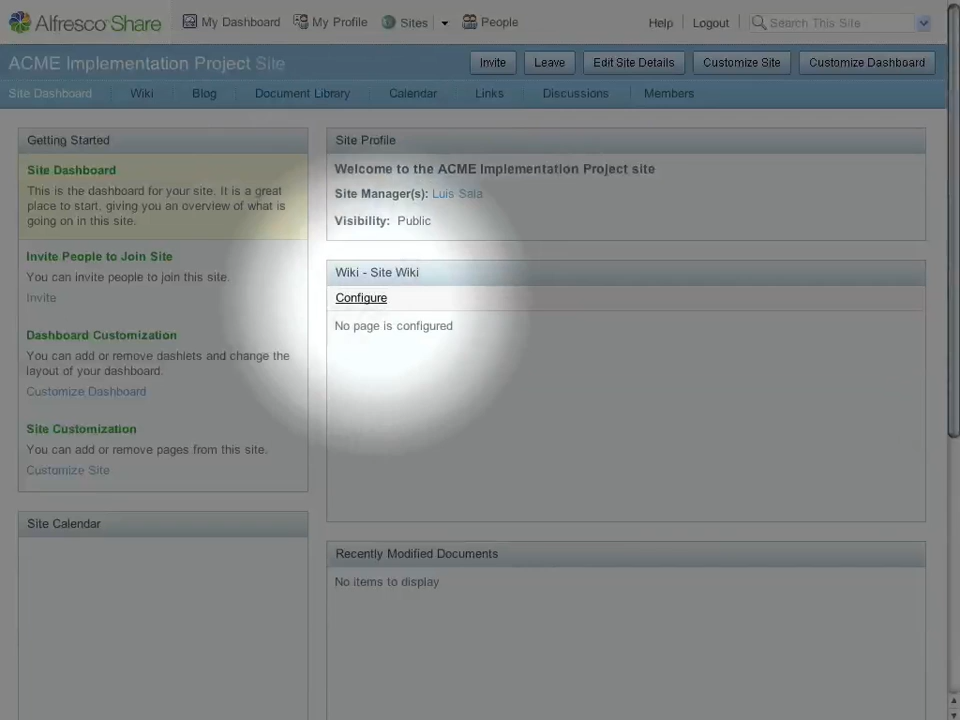 Alfresco Share My Dashboard My Profile Sites People Help Logout Search This Site
ACME Implementation Project Site Invite Leave Edit Site Details Customize Site Customize Dashboard
Site Dashboard Wiki Blog Document Library Calendar Links Discussions Members
Getting Started
Site Dashboard
This is the dashboard for your site. It is a great
place to start, giving you an overview of what is
going on in this site.
Invite People to Join Site
You can invite people to join this site.
Invite
Dashboard Customization
You can add or remove dashlets and change the
layout of your dashboard.
Customize Dashboard
Site Customization
You can add or remove pages from this site.
Customize Site
Site Calendar
Site Profile
Welcome to the ACME Implementation Project site
Site Manager(s): Luis Sala
Visibility: Public
Wiki - Site Wiki
Configure
No page is configured
Recently Modified Documents
No items to display